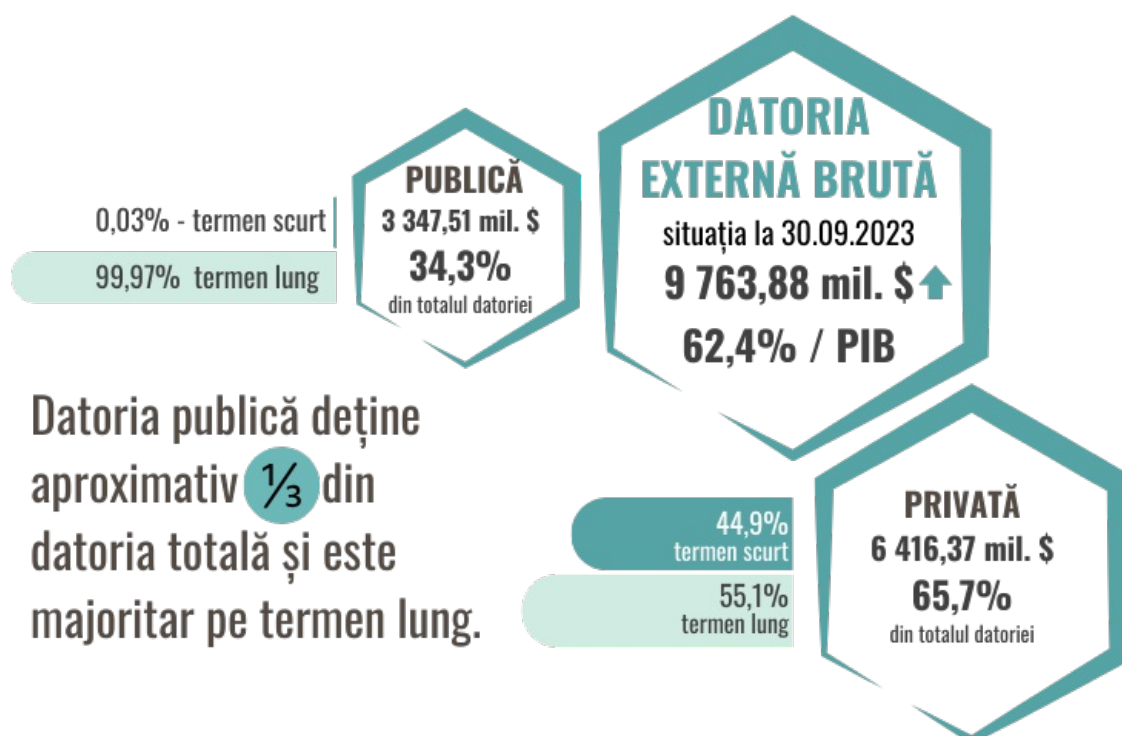 DATORIA
EXTERNĂ BRUTĂ
situația la 30.09.2023
9 763,88 mil. $
62,4% / PIB
PUBLICĂ
3 347,51 mil. $
34,3%
din totalul datoriei
0,03% - termen scurt
99,97% termen lung
Datoria publică deține
aproximativ ⅓ din
datoria totală și este
majoritar pe termen lung.
PRIVATĂ
6 416,37 mil. $
65,7%
din totalul datoriei
44,9%
termen scurt
55,1%
termen lung